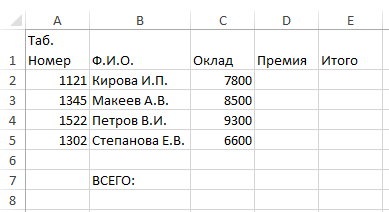 A B C D E
1 Таб. Номер Ф.И.О. Оклад Премия Итого
2 1121 Кирова И.П. 7800
3 1345 Макеев А.В. 8500
4 1522 Петров В.И. 9300
5 1302 Степанова Е.В. 6600
6
7 ВСЕГО:
8